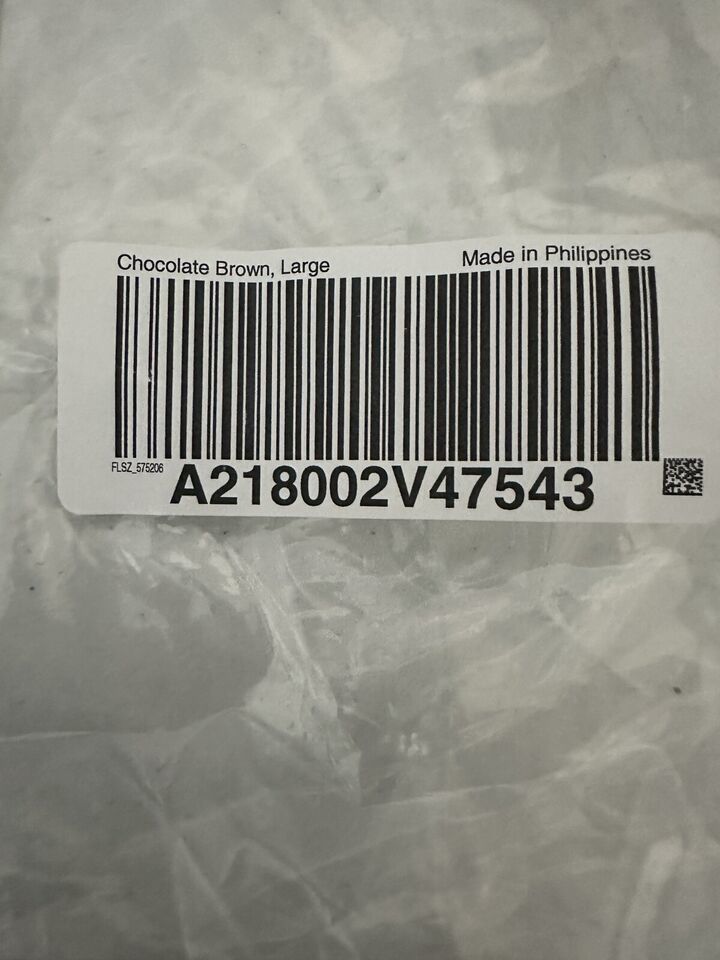 Chocolate Brown, Large
Made in Philippines
FLSZ_575206
A218002V47543